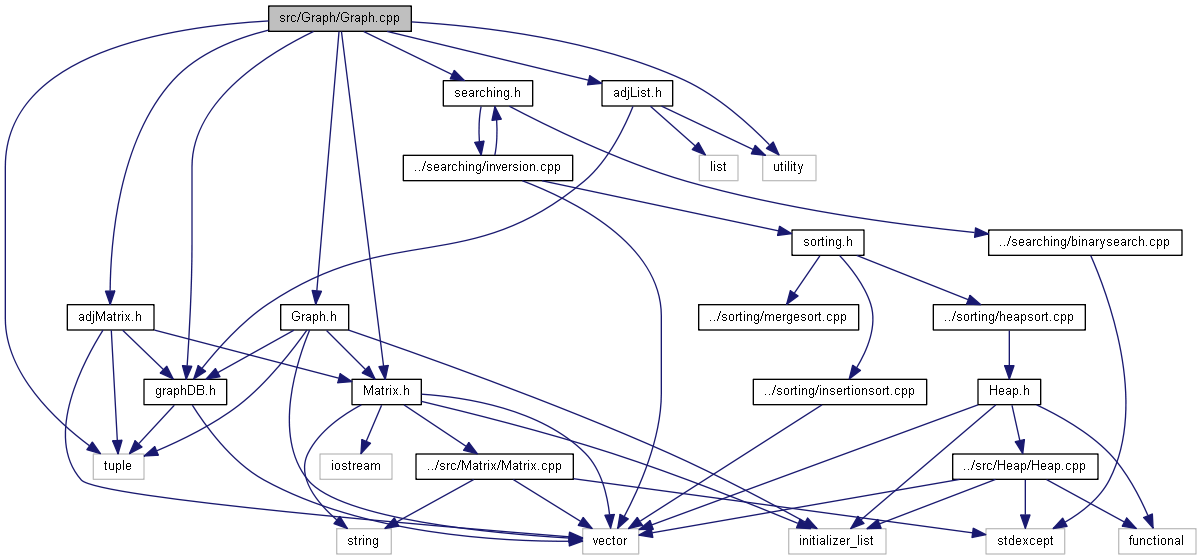 src/Graph/Graph.cpp
searching.h
adjList.h
../searching/inversion.cpp
list
utility
sorting.h
../searching/binarysearch.cpp
adjMatrix.h
Graph.h
../sorting/mergesort.cpp
../sorting/heapsort.cpp
graphDB.h
Matrix.h
../sorting/insertionsort.cpp
Heap.h
tuple
iostream
../src/Matrix/Matrix.cpp
../src/Heap/Heap.cpp
string
vector
initializer_list
stdexcept
functional